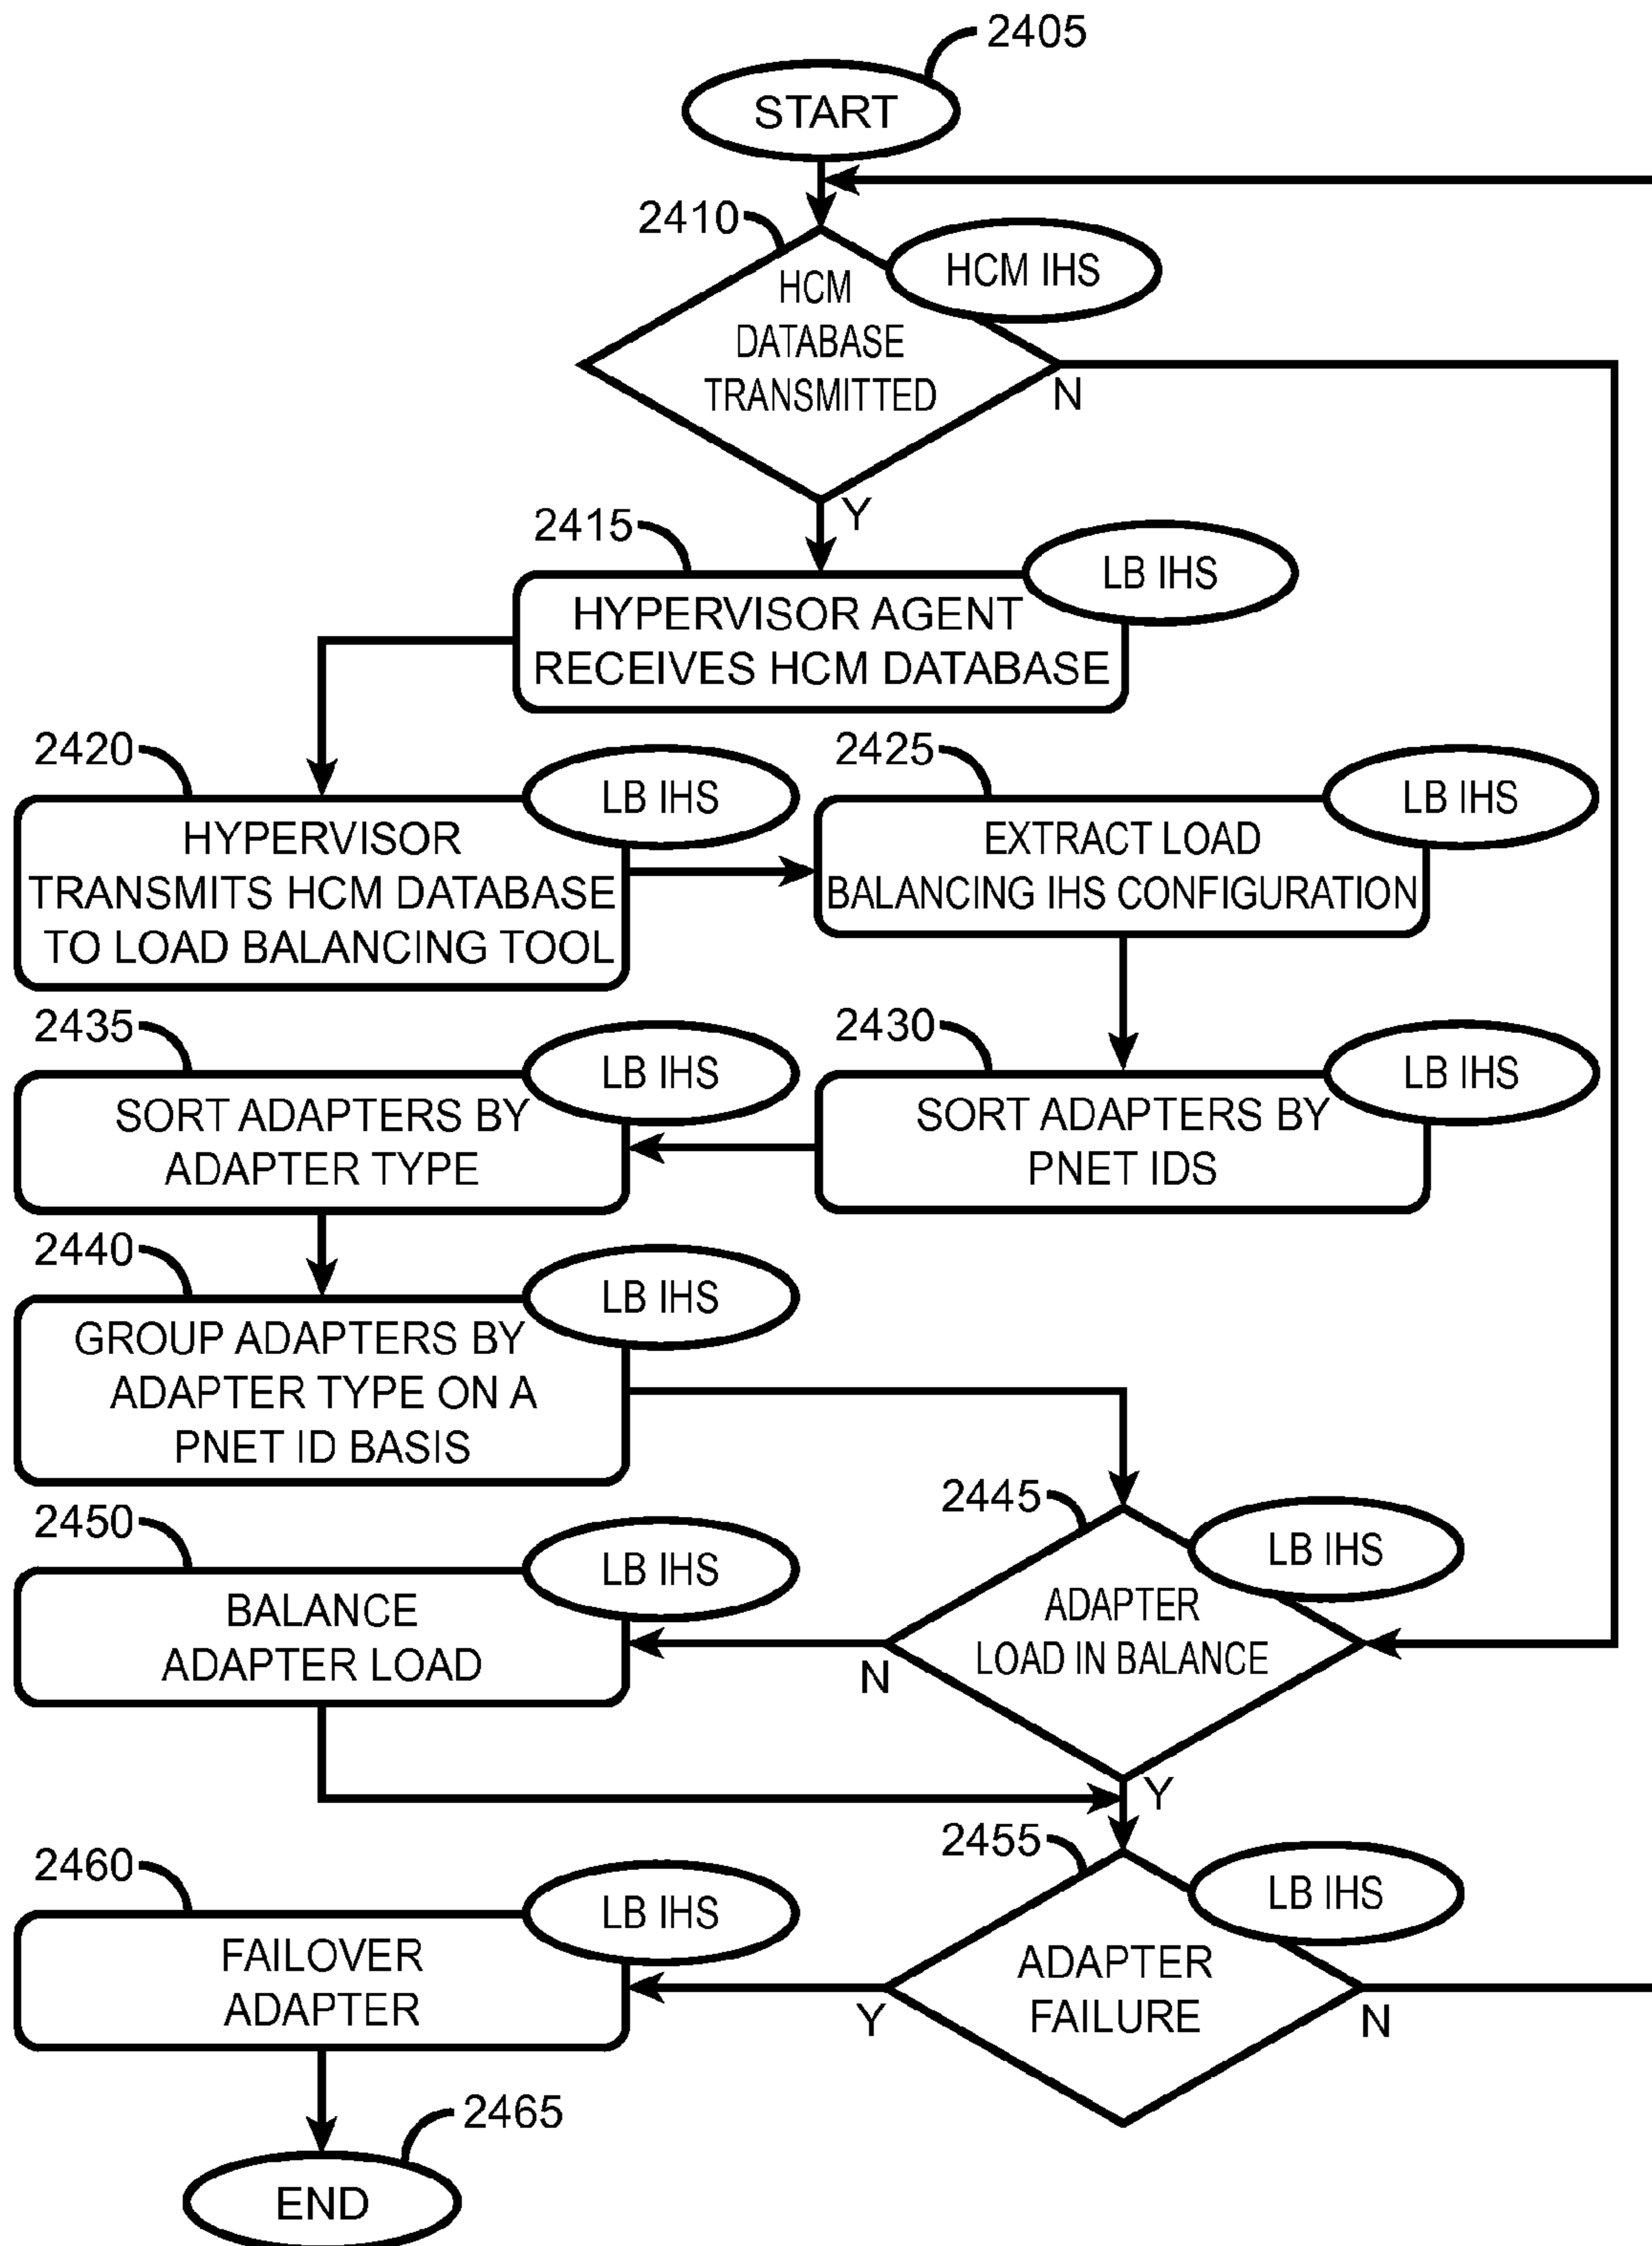 2405
START
2410
HCM IHS
HCM
DATABASE
TRANSMITTED
N
Y
2415
LB IHS
HYPERVISOR AGENT
RECEIVES HCM DATABASE
2420
LB IHS
HYPERVISOR
TRANSMITS HCM DATABASE
TO LOAD BALANCING TOOL
2425
LB IHS
EXTRACT LOAD
BALANCING IHS CONFIGURATION
2430
LB IHS
SORT ADAPTERS BY
PNET IDS
2435
LB IHS
SORT ADAPTERS BY
ADAPTER TYPE
2440
LB IHS
GROUP ADAPTERS BY
ADAPTER TYPE ON A
PNET ID BASIS
2445
LB IHS
ADAPTER
LOAD IN BALANCE
N
Y
2450
LB IHS
BALANCE
ADAPTER LOAD
2455
LB IHS
ADAPTER
FAILURE
Y
N
2460
LB IHS
FAILOVER
ADAPTER
2465
END